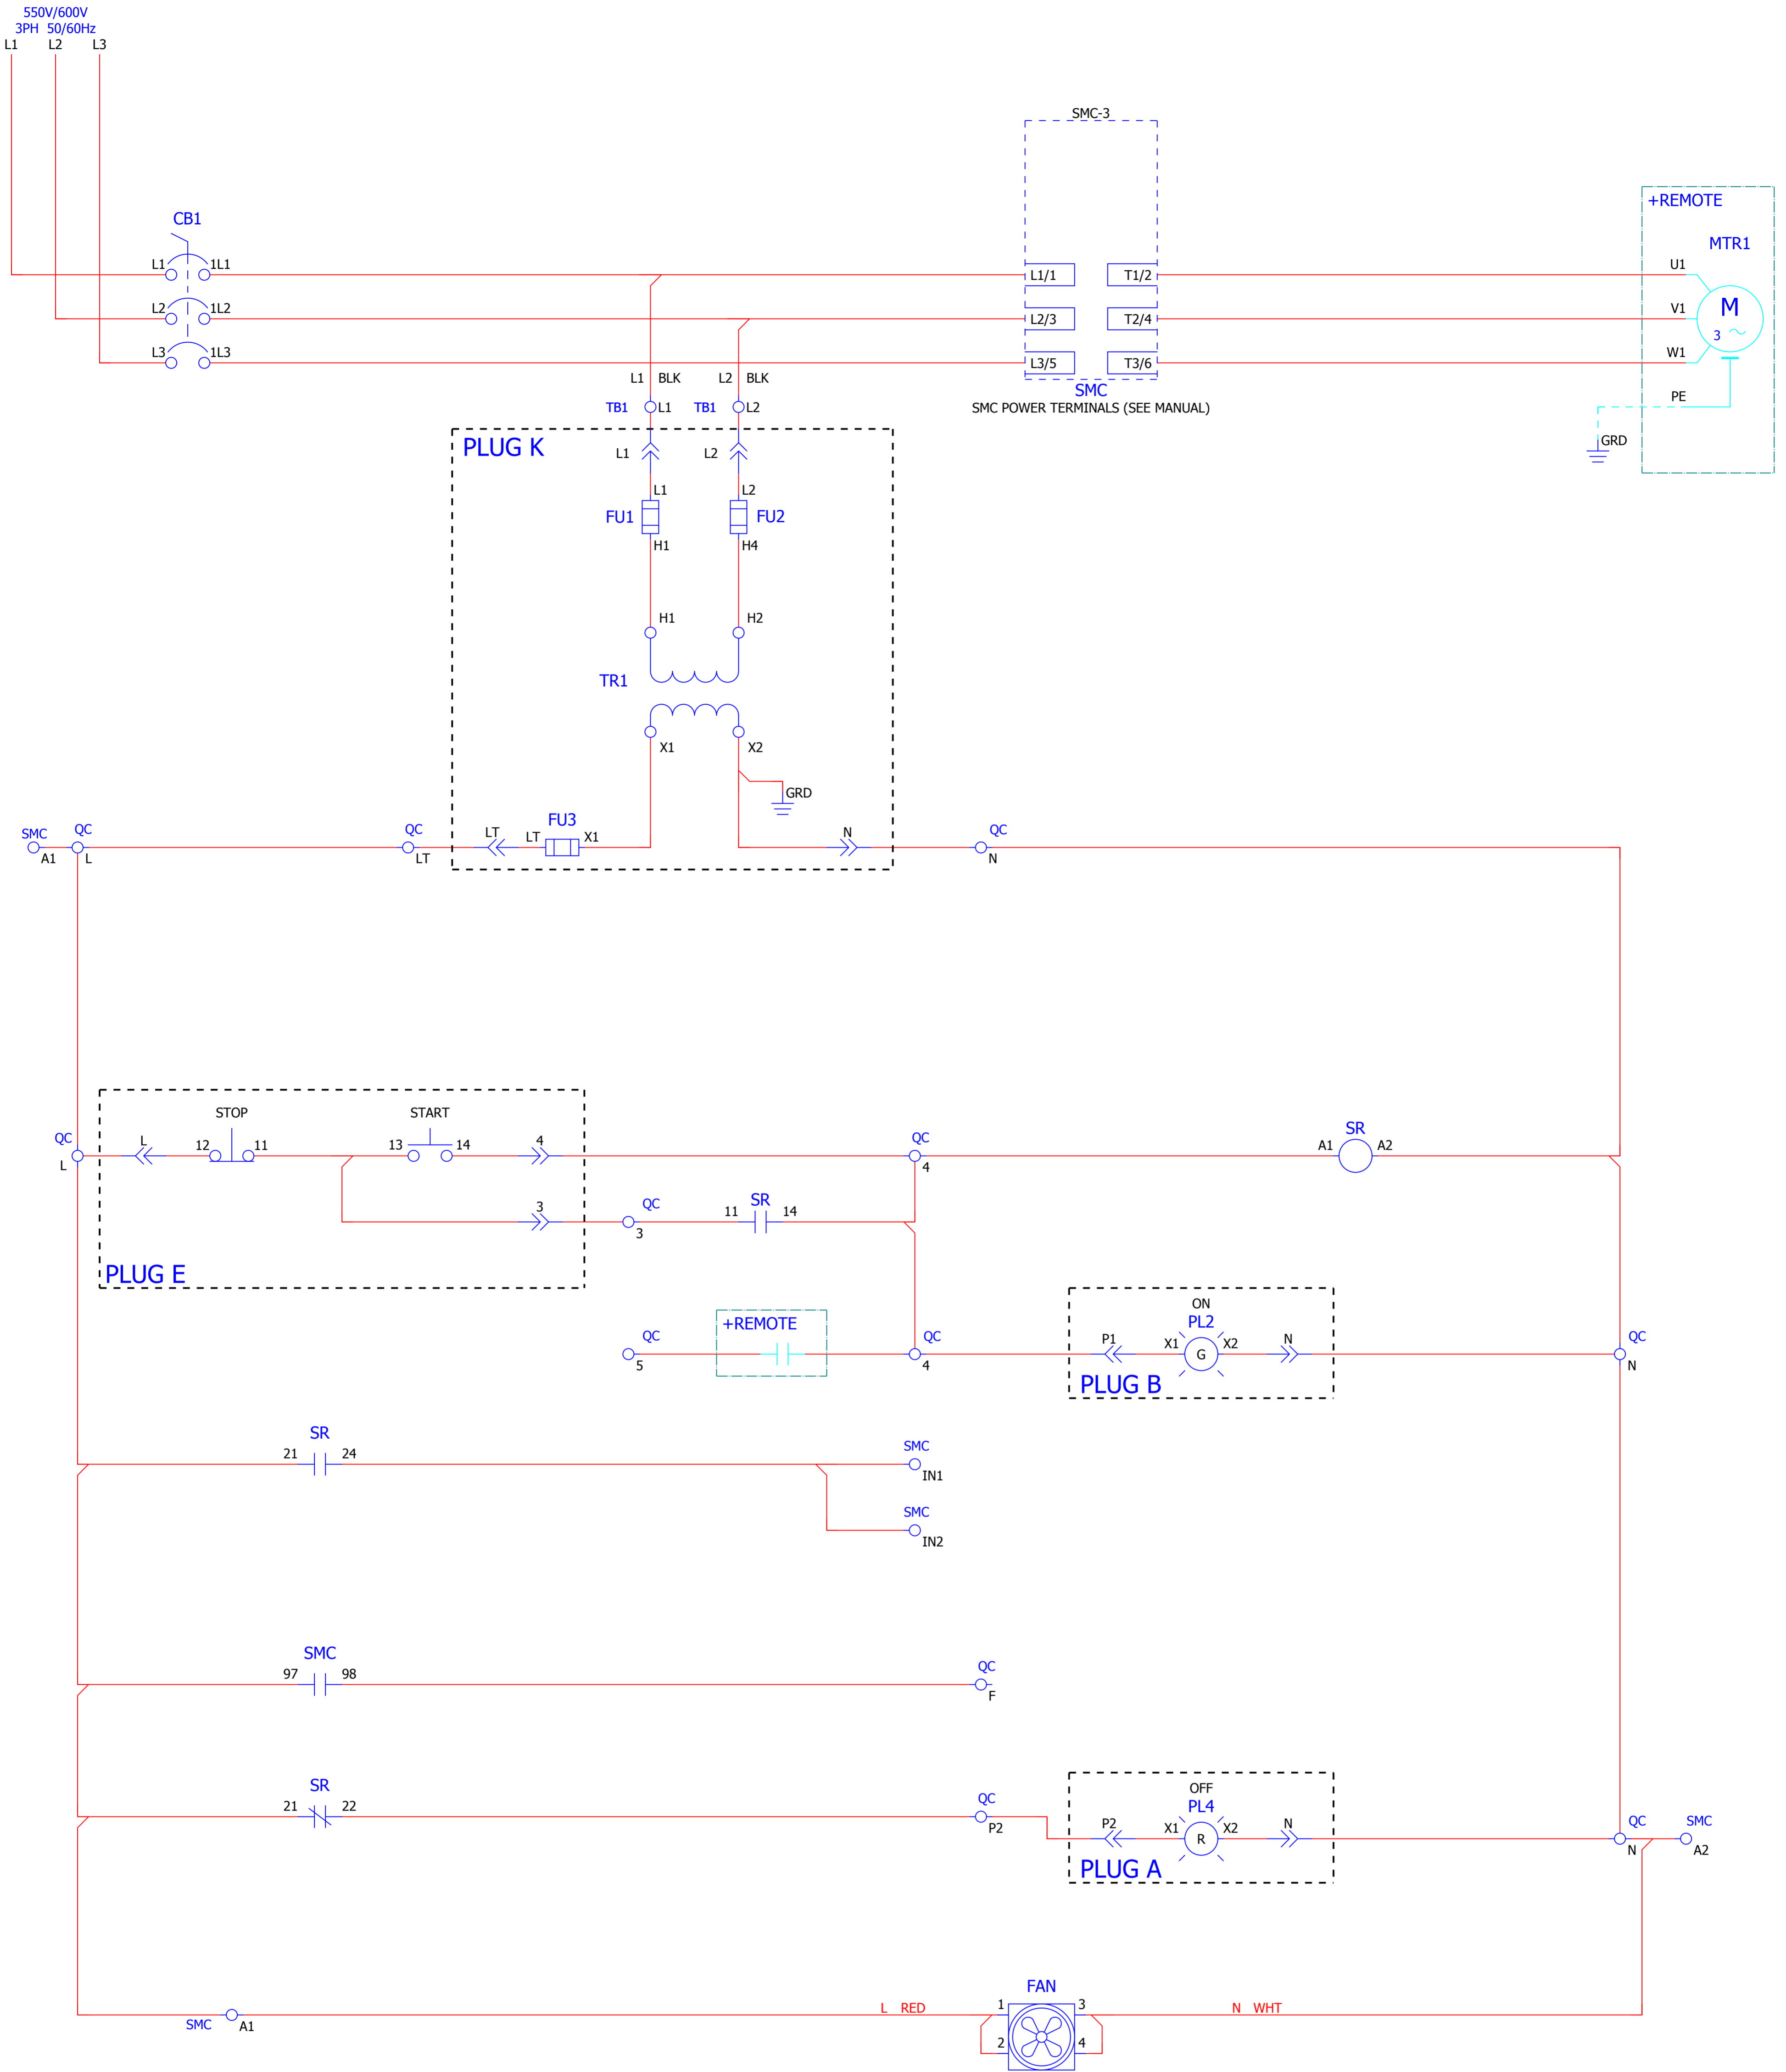 550V/600V
3PH 50/60Hz
L1 L2 L3
SMC-3
+REMOTE
CB1
MTR1
L1 1L1 L1/1 T1/2 U1
L2 1L2 L2/3 T2/4 V1 M
3
L3 1L3 L3/5 T3/6 W1
L1 BLK L2 BLK
SMC
TB1 L1 TB1 L2
SMC POWER TERMINALS (SEE MANUAL)
PE
GRD
PLUG K
L1 L2
L1 L2
FU1 FU2
H1 H4
H1 H2
TR1
X1 X2
GRD
FU3
SMC QC QC LT LT X1 N QC
A1 L LT N
STOP START
QC L 12 11 13 14 4 QC SR
A1 A2
L 4
3 QC SR
11 14
3
PLUG E
ON
+REMOTE PL2
QC QC P1 X1 X2 N QC
G
5 4 N
PLUG B
SR
21 24 SMC
IN1
SMC
IN2
SMC
97 98 QC
F
SR OFF
21 22 QC PL4
P2 P2 X1 X2 N QC SMC
R
N A2
PLUG A
FAN
L RED 1 3 N WHT
SMC A1
2 4